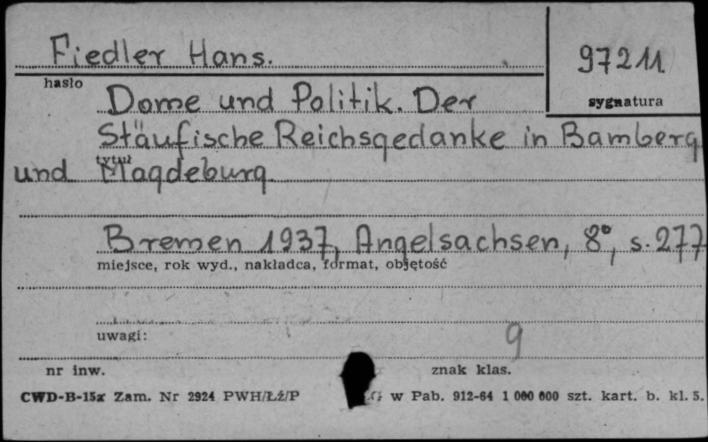 Fiedler Hans.
97211
hasło
sygnatura
Dome und Politik. Der
Stäufische Reichsgedanke in Bamberg
tytuł
und Magdeburg
Bremen 1937, Angelsachsen, 8°, s. 277
miejsce, rok wyd., nakładca, format, objętość
uwagi:
9
nr inw.
znak klas.
CWD-B-15x Zam. Nr 2924 PWH/Łż/P
w Pab. 912-64 1 000 000 szt. kart. b. kl. 5.